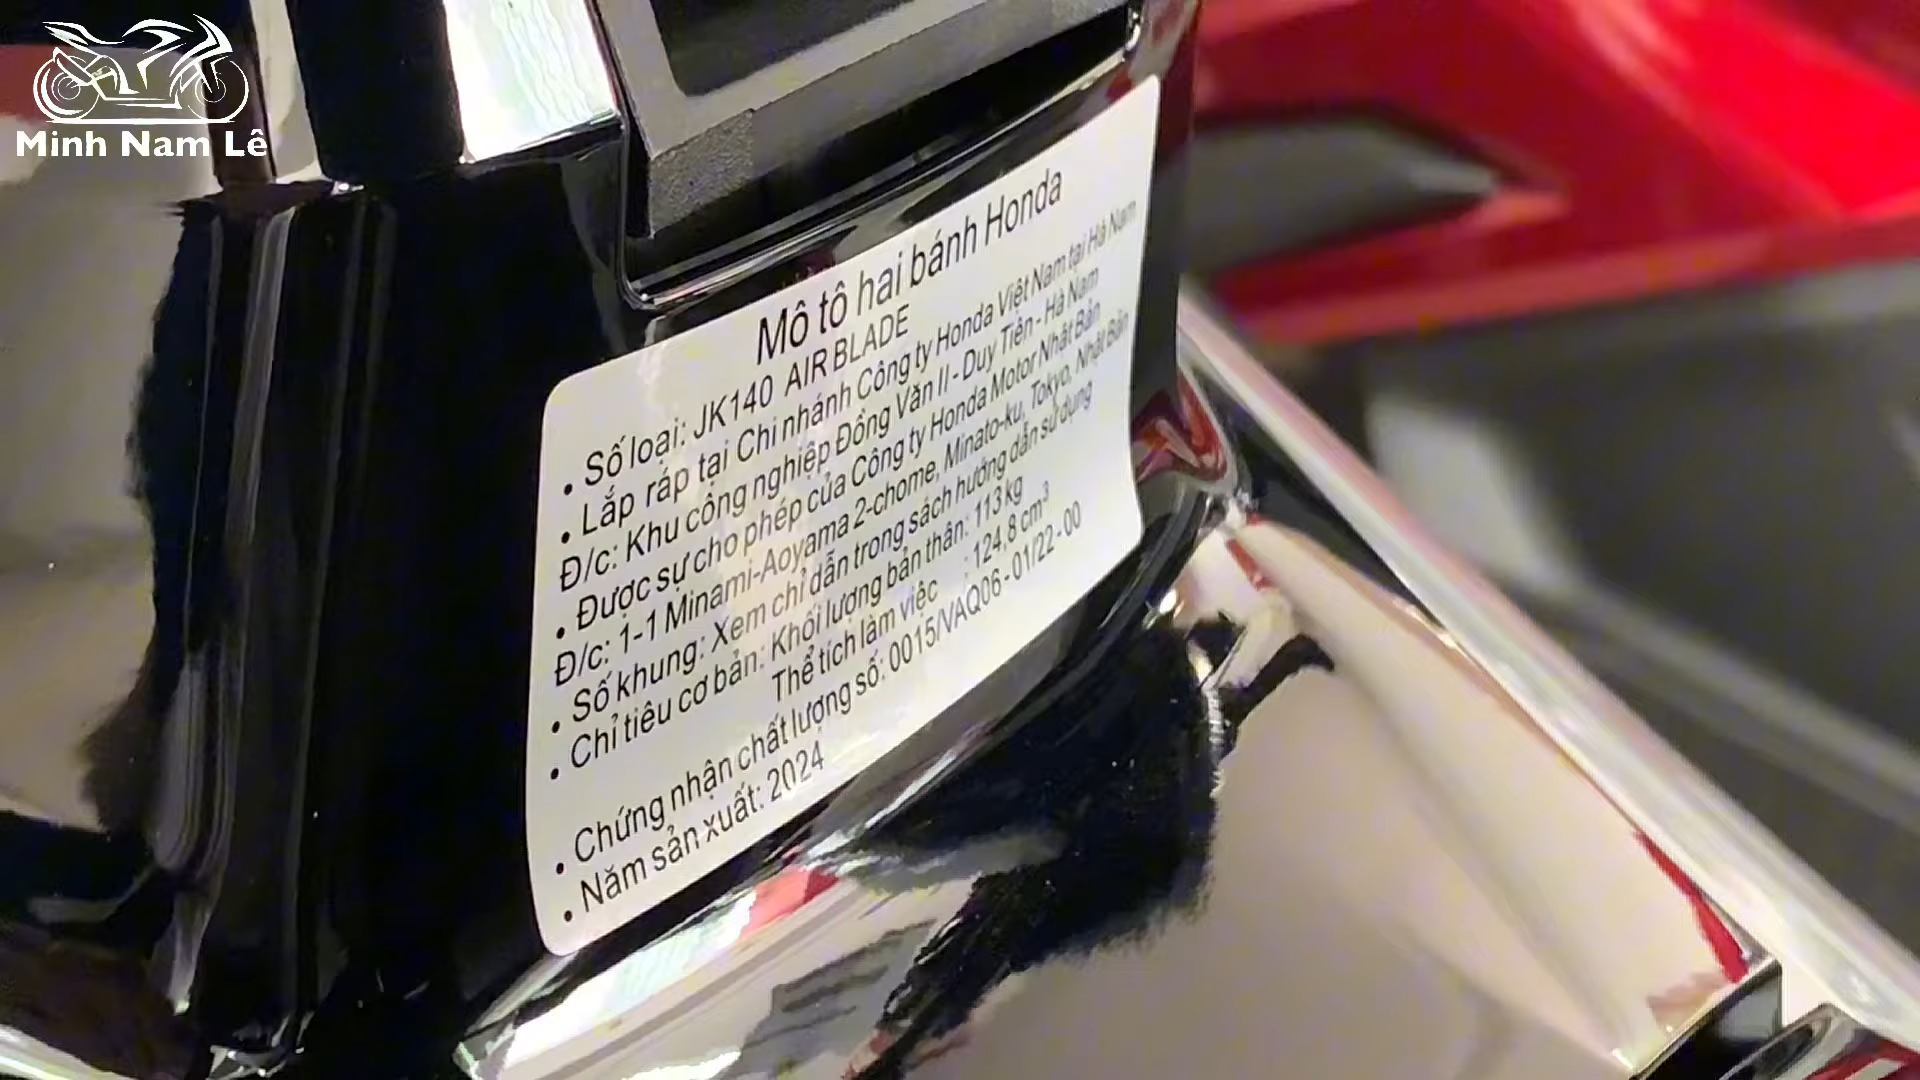 Minh Nam Lê
Mô tô hai bánh Honda
• Số loại: JK140 AIR BLADE
• Lắp ráp tại Chi nhánh Công ty Honda Việt Nam tại Hà Nam
Đ/c: Khu công nghiệp Đồng Văn II - Duy Tiên - Hà Nam
• Được sự cho phép của Công ty Honda Motor Nhật Bản
Đ/c: 1-1 Minami-Aoyama 2-chome, Minato-ku, Tokyo, Nhật Bản
• Số khung: Xem chỉ dẫn trong sách hướng dẫn sử dụng
• Chỉ tiêu cơ bản: Khối lượng bản thân: 113 kg
Thể tích làm việc : 124,8 cm³
• Chứng nhận chất lượng số: 0015/VAQ06 - 01/22 - 00
• Năm sản xuất: 2024